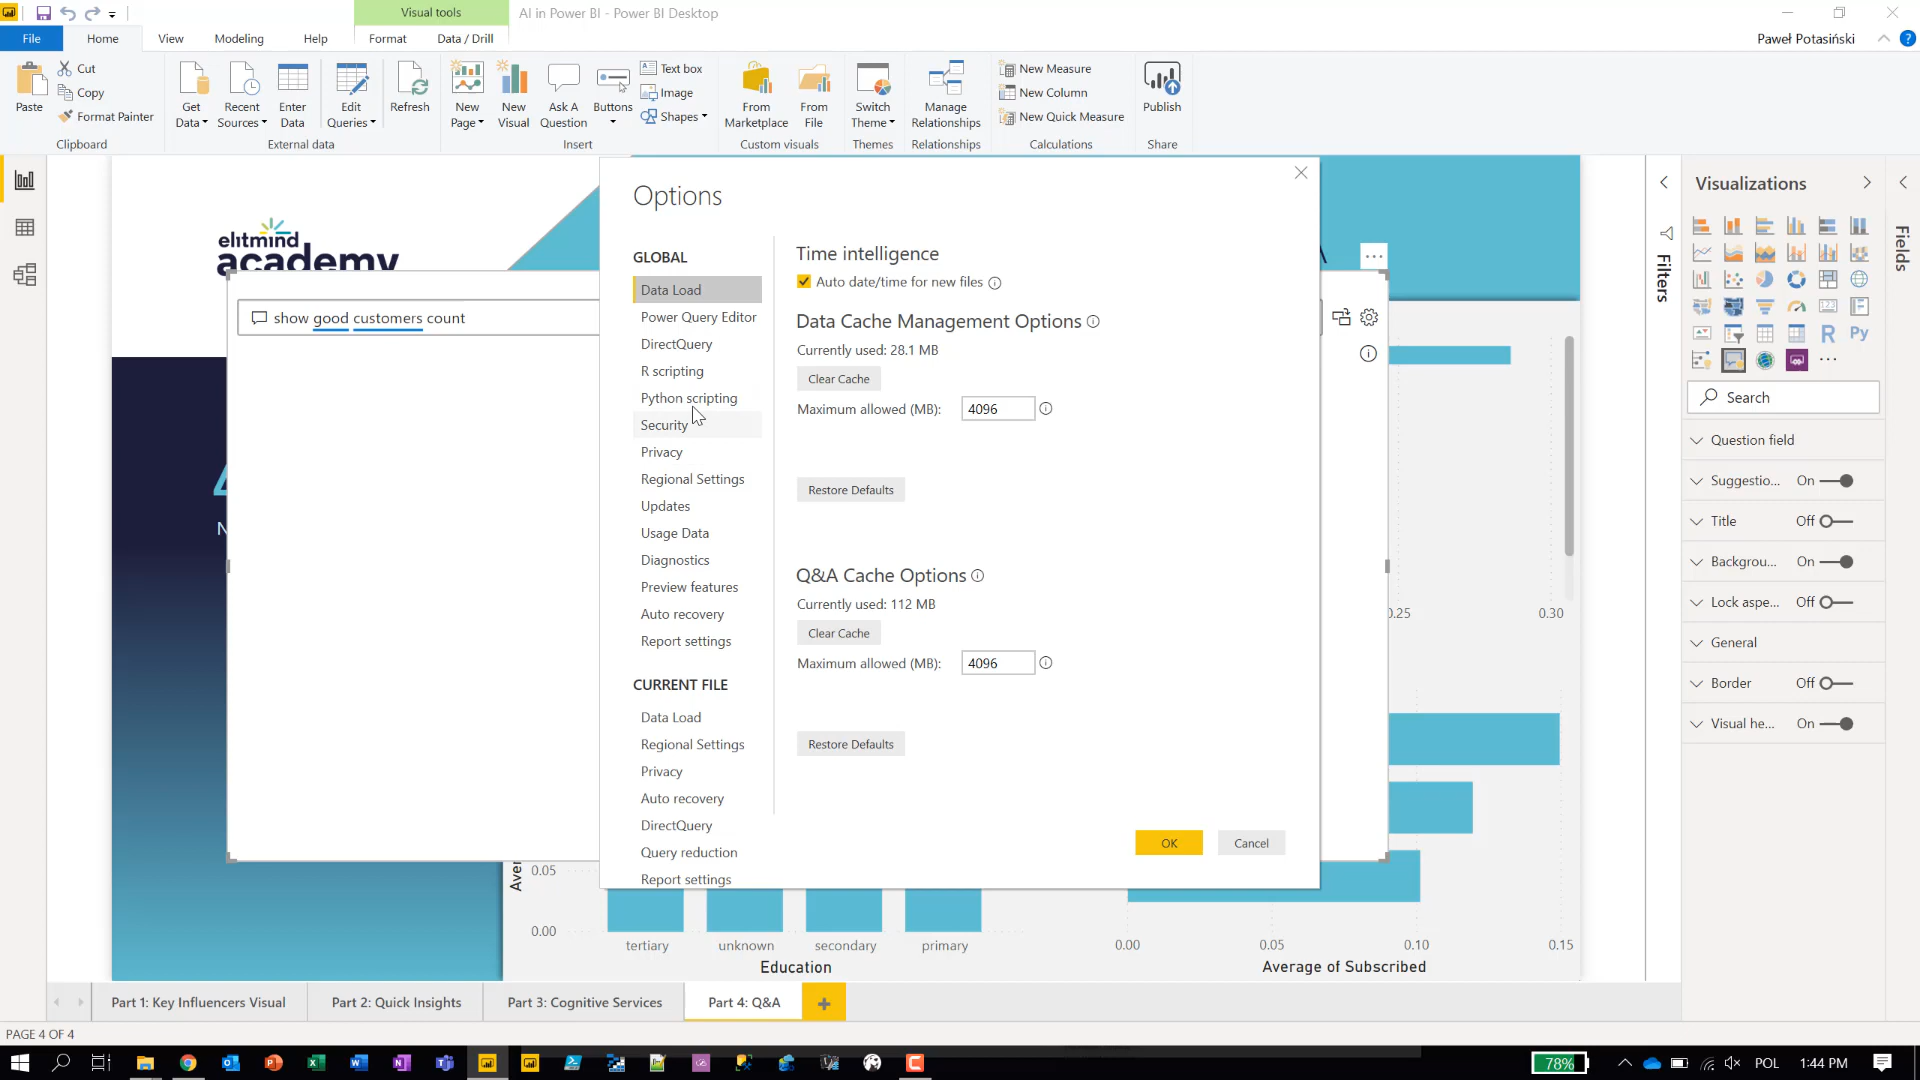 Visual tools
AI in Power BI - Power BI Desktop
File
Home
View
Modeling
Help
Format
Data / Drill
Paweł Potasiński
Paste
Cut
Copy
Format Painter
Clipboard
Get Data
Recent Sources
Enter Data
Edit Queries
Refresh
External data
New Page
New Visual
Ask A Question
Buttons
Text box
Image
Shapes
Insert
From Marketplace
From File
Custom visuals
Switch Theme
Themes
Manage Relationships
Relationships
New Measure
New Column
New Quick Measure
Calculations
Publish
Share
elitmind
academy
show good customers count
Options
GLOBAL
Data Load
Power Query Editor
DirectQuery
R scripting
Python scripting
Security
Privacy
Regional Settings
Updates
Usage Data
Diagnostics
Preview features
Auto recovery
Report settings
CURRENT FILE
Data Load
Regional Settings
Privacy
Auto recovery
DirectQuery
Query reduction
Report settings
Time intelligence
Auto date/time for new files
Data Cache Management Options
Currently used: 28.1 MB
Clear Cache
Maximum allowed (MB): 4096
Restore Defaults
Q&A Cache Options
Currently used: 112 MB
Clear Cache
Maximum allowed (MB): 4096
Restore Defaults
OK
Cancel
0.25
0.30
0.05
0.00
tertiary
unknown
secondary
primary
Education
0.00
0.05
0.10
0.15
Average of Subscribed
Filters
Visualizations
R
Py
Search
Question field
Suggestio... On
Title Off
Backgrou... On
Lock aspe... Off
General
Border Off
Visual he... On
Fields
Part 1: Key Influencers Visual
Part 2: Quick Insights
Part 3: Cognitive Services
Part 4: Q&A
PAGE 4 OF 4
78%
POL
1:44 PM